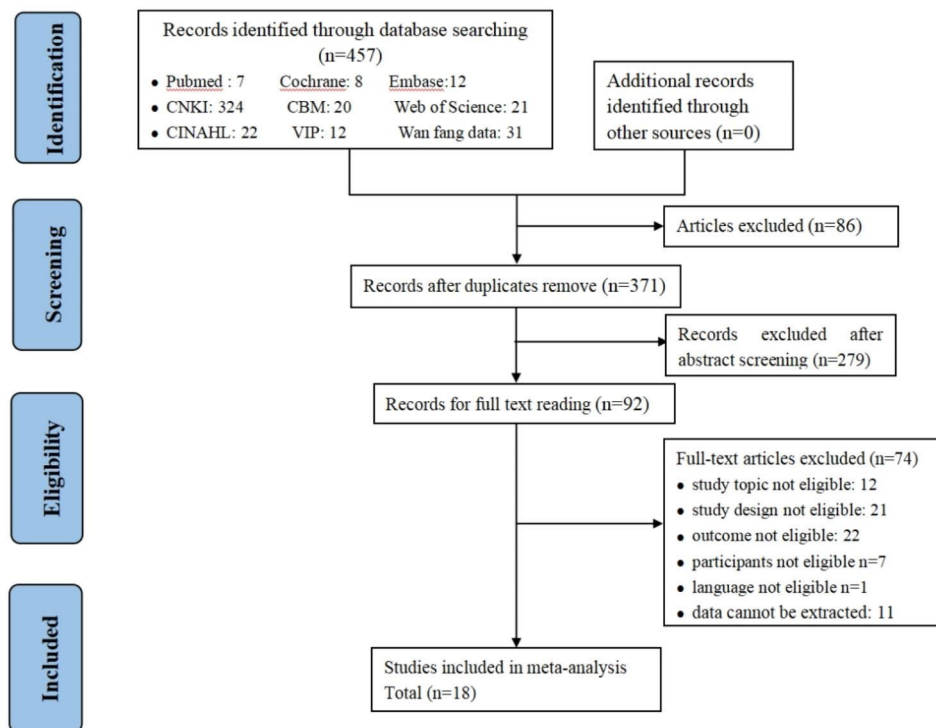 Identification
Records identified through database searching
(n=457)
• Pubmed : 7 Cochrane: 8 Embase:12
• CNKI: 324 CBM: 20 Web of Science: 21
• CINAHL: 22 VIP: 12 Wan fang data: 31
Additional records
identified through
other sources (n=0)
Screening
Articles excluded (n=86)
Records after duplicates remove (n=371)
Records excluded after
abstract screening (n=279)
Eligibility
Records for full text reading (n=92)
Full-text articles excluded (n=74)
• study topic not eligible: 12
• study design not eligible: 21
• outcome not eligible: 22
• participants not eligible n=7
• language not eligible n=1
• data cannot be extracted: 11
Included
Studies included in meta-analysis
Total (n=18)